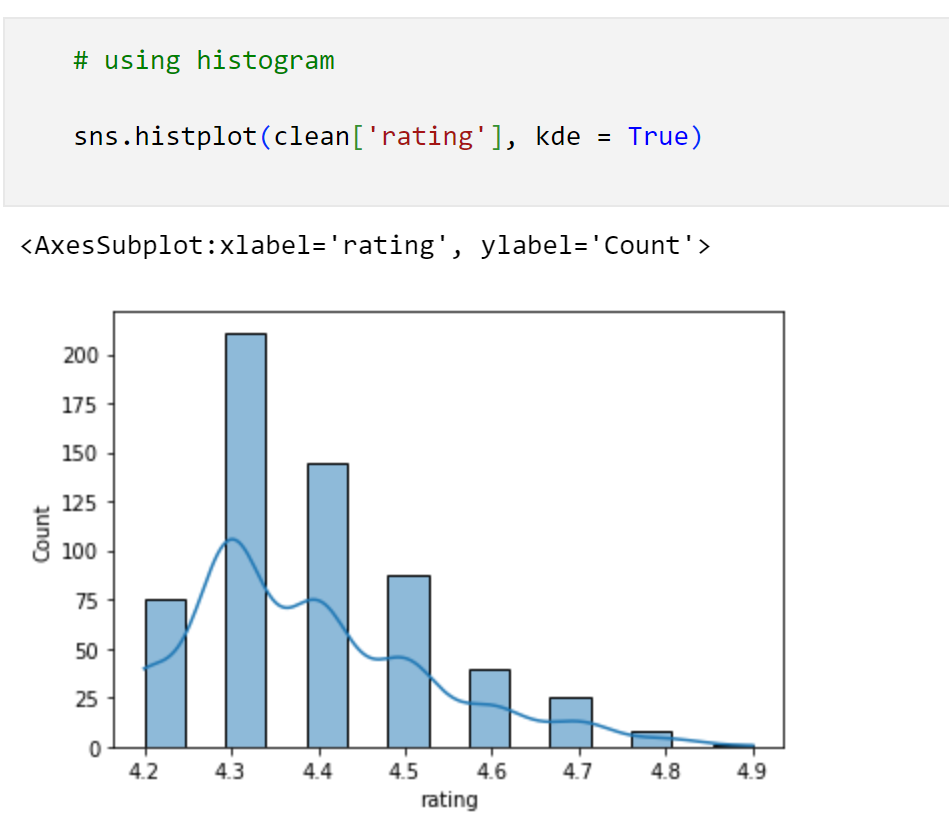 # using histogram
sns.histplot(clean['rating'], kde = True)
<AxesSubplot:xlabel='rating', ylabel='Count'>
200
175
150
125
100
75
50
25
0
Count
4.2 4.3 4.4 4.5 4.6 4.7 4.8 4.9
rating